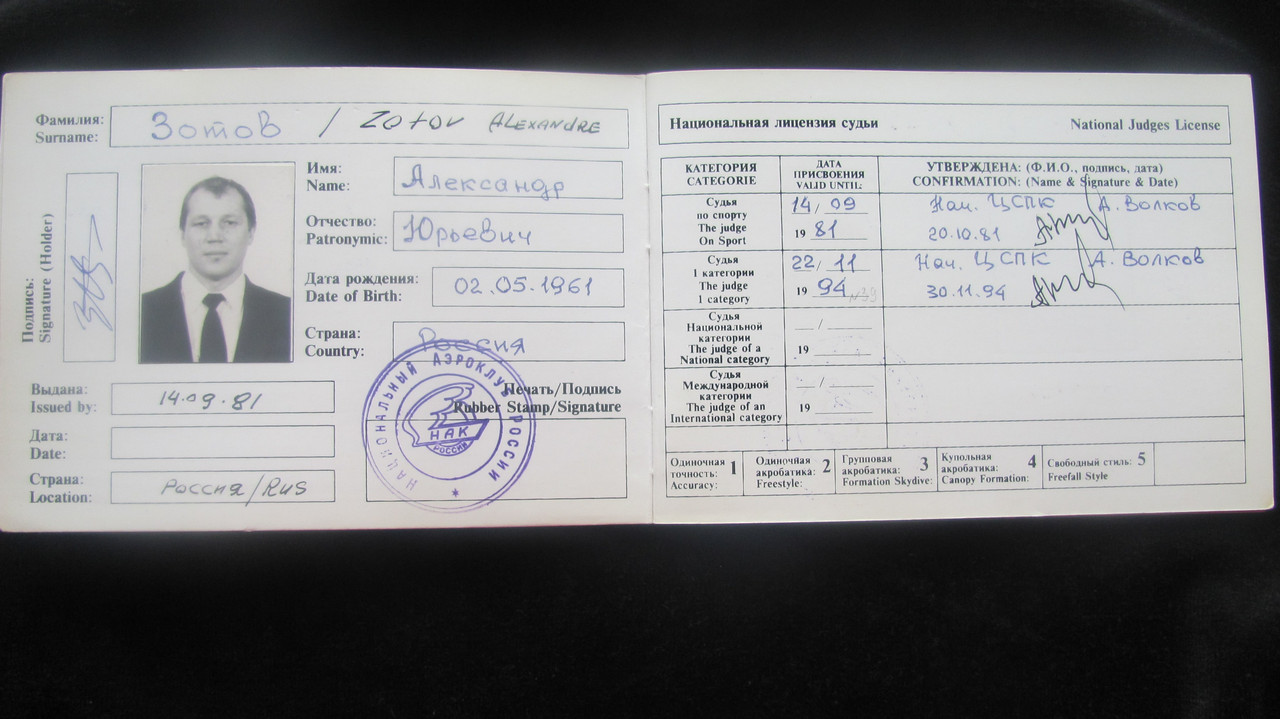 Фамилия:
Surname:
Зотов / Zotov Alexandre
Подпись:
Signature (Holder)
Имя:
Name:
Александр
Отчество:
Patronymic:
Юрьевич
Дата рождения:
Date of Birth:
02.05.1961
Страна:
Country:
Россия
Выдана:
Issued by:
14.09.81
Дата:
Date:
Страна:
Location:
Россия/RUS
Печать/Подпись
Rubber Stamp/Signature
НАЦИОНАЛЬНЫЙ АЭРОКЛУБ РОССИИ
НАК
РОССИИ
Национальная лицензия судьи National Judges License
КАТЕГОРИЯ
CATEGORIE
ДАТА
ПРИСВОЕНИЯ
VALID UNTIL:
УТВЕРЖДЕНА: (Ф.И.О., подпись, дата)
CONFIRMATION: (Name & Signature & Date)
Судья
по спорту
The judge
On Sport
14/09
1981
Нач. ЦСПК А. Волков
20.10.81
Судья
1 категории
The judge
1 category
22/11
1994
Нач. ЦСПК А. Волков
30.11.94
Судья
Национальной
категории
The judge of a
National category
__/__
19
Судья
Международной
категории
The judge of an
International category
__/__
19
Одиночная
точность: 1
Accuracy:
Одиночная
акробатика: 2
Freestyle:
Групповая
акробатика: 3
Formation Skydive:
Купольная
акробатика: 4
Canopy Formation:
Свободный стиль: 5
Freefall Style